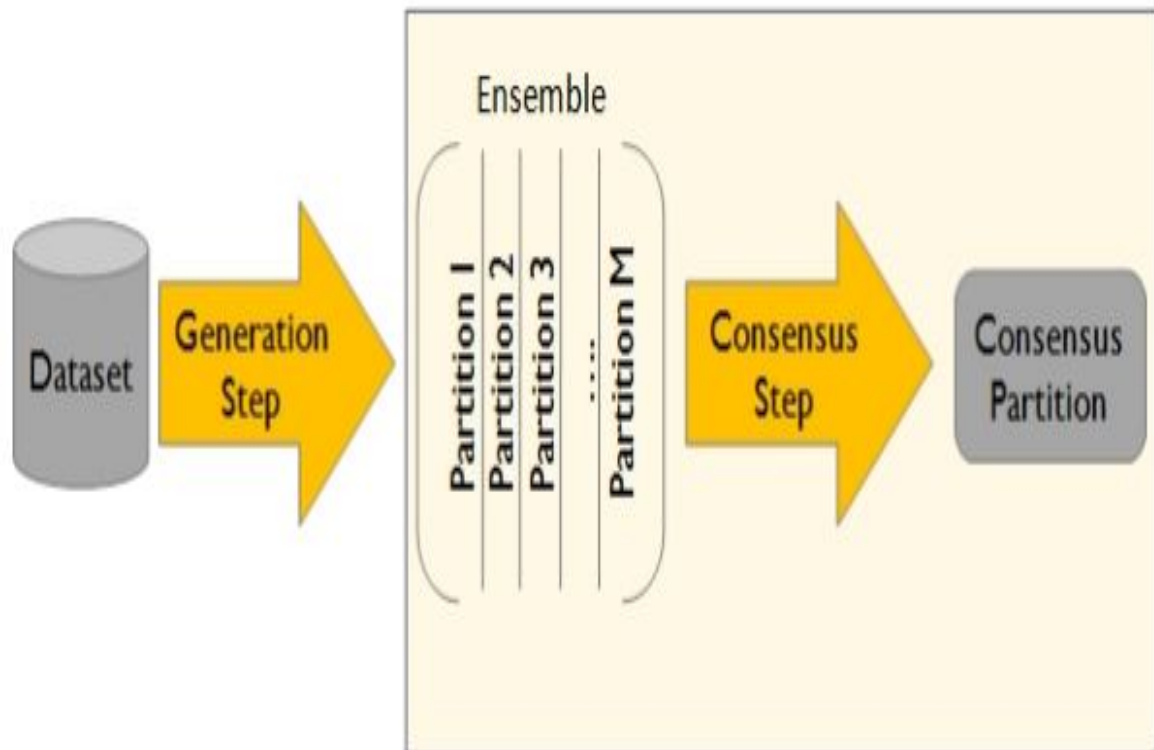 Ensemble
Dataset
Generation
Step
Partition 1
Partition 2
Partition 3
....
Partition M
Consensus
Step
Consensus
Partition